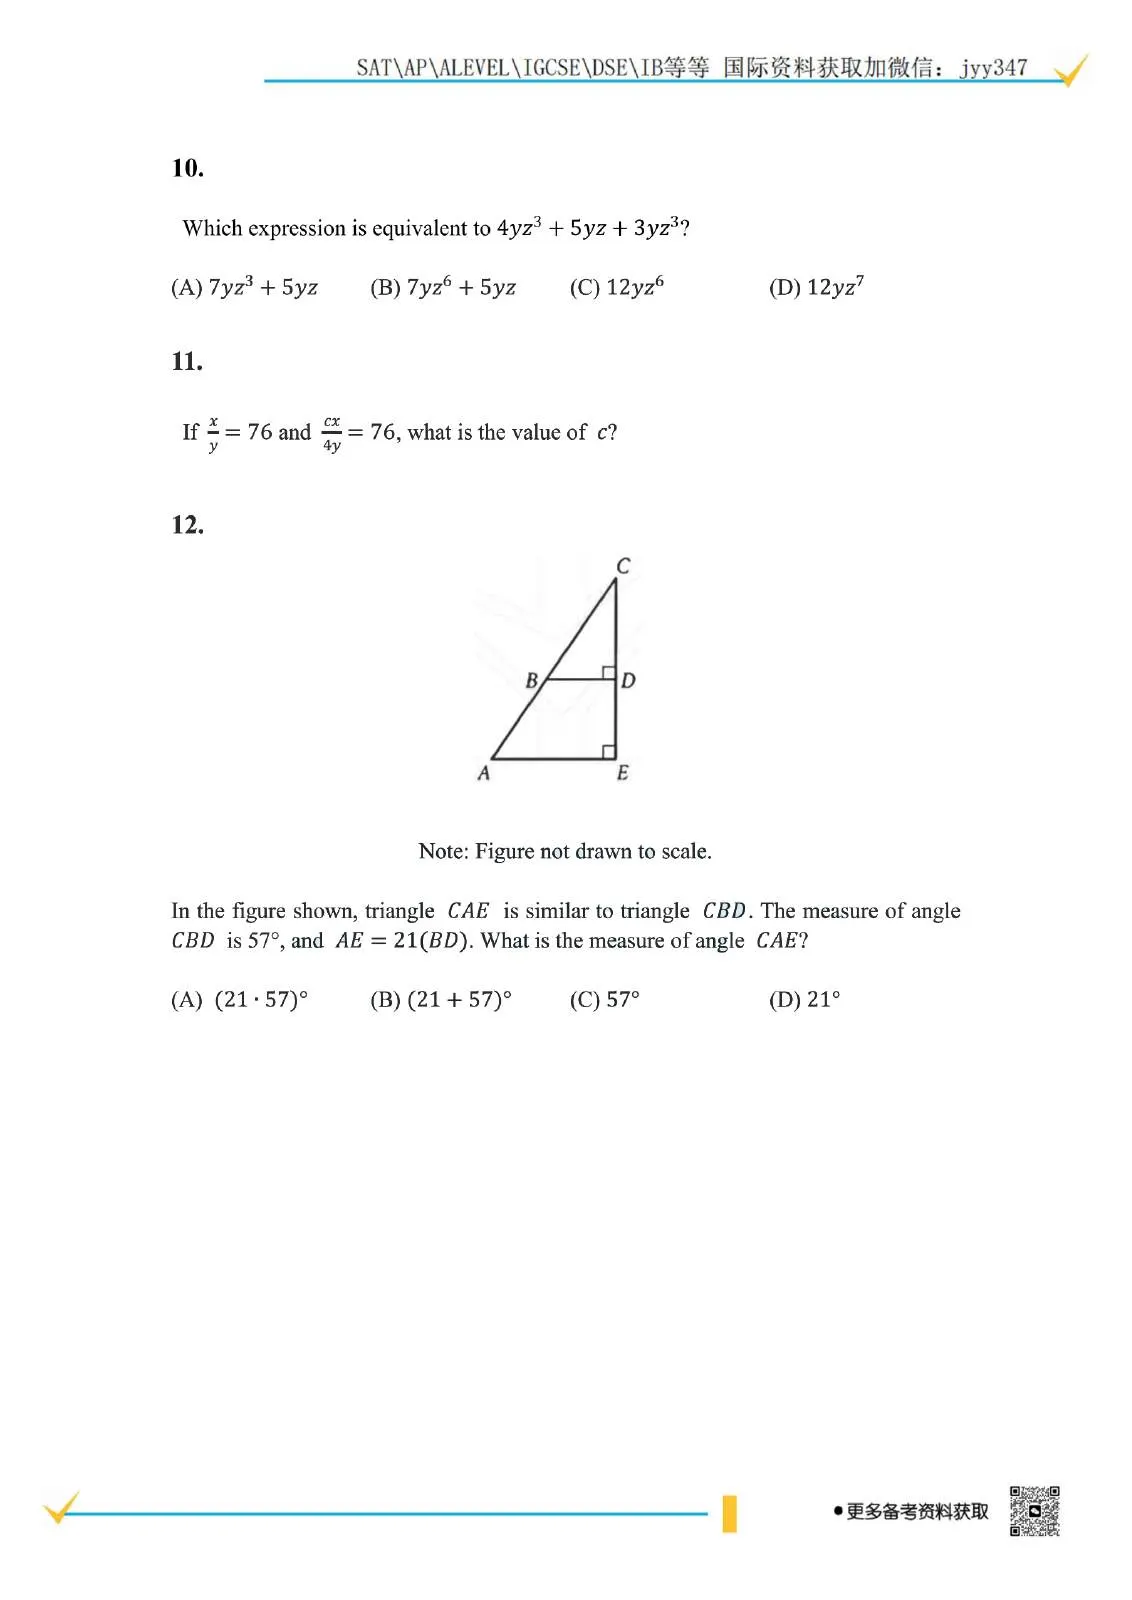 SAT\AP\ALEVEL\IGCSE\DSE\IB等等 国际资料获取加微信：jyy347
10.
Which expression is equivalent to 4yz³ + 5yz + 3yz³?
(A) 7yz³ + 5yz (B) 7yz⁶ + 5yz (C) 12yz⁶ (D) 12yz⁷
11.
If x/y = 76 and cx/4y = 76, what is the value of c?
12.
C
B D
A E
Note: Figure not drawn to scale.
In the figure shown, triangle CAE is similar to triangle CBD. The measure of angle
CBD is 57°, and AE = 21(BD). What is the measure of angle CAE?
(A) (21 · 57)° (B) (21 + 57)° (C) 57° (D) 21°
●更多备考资料获取